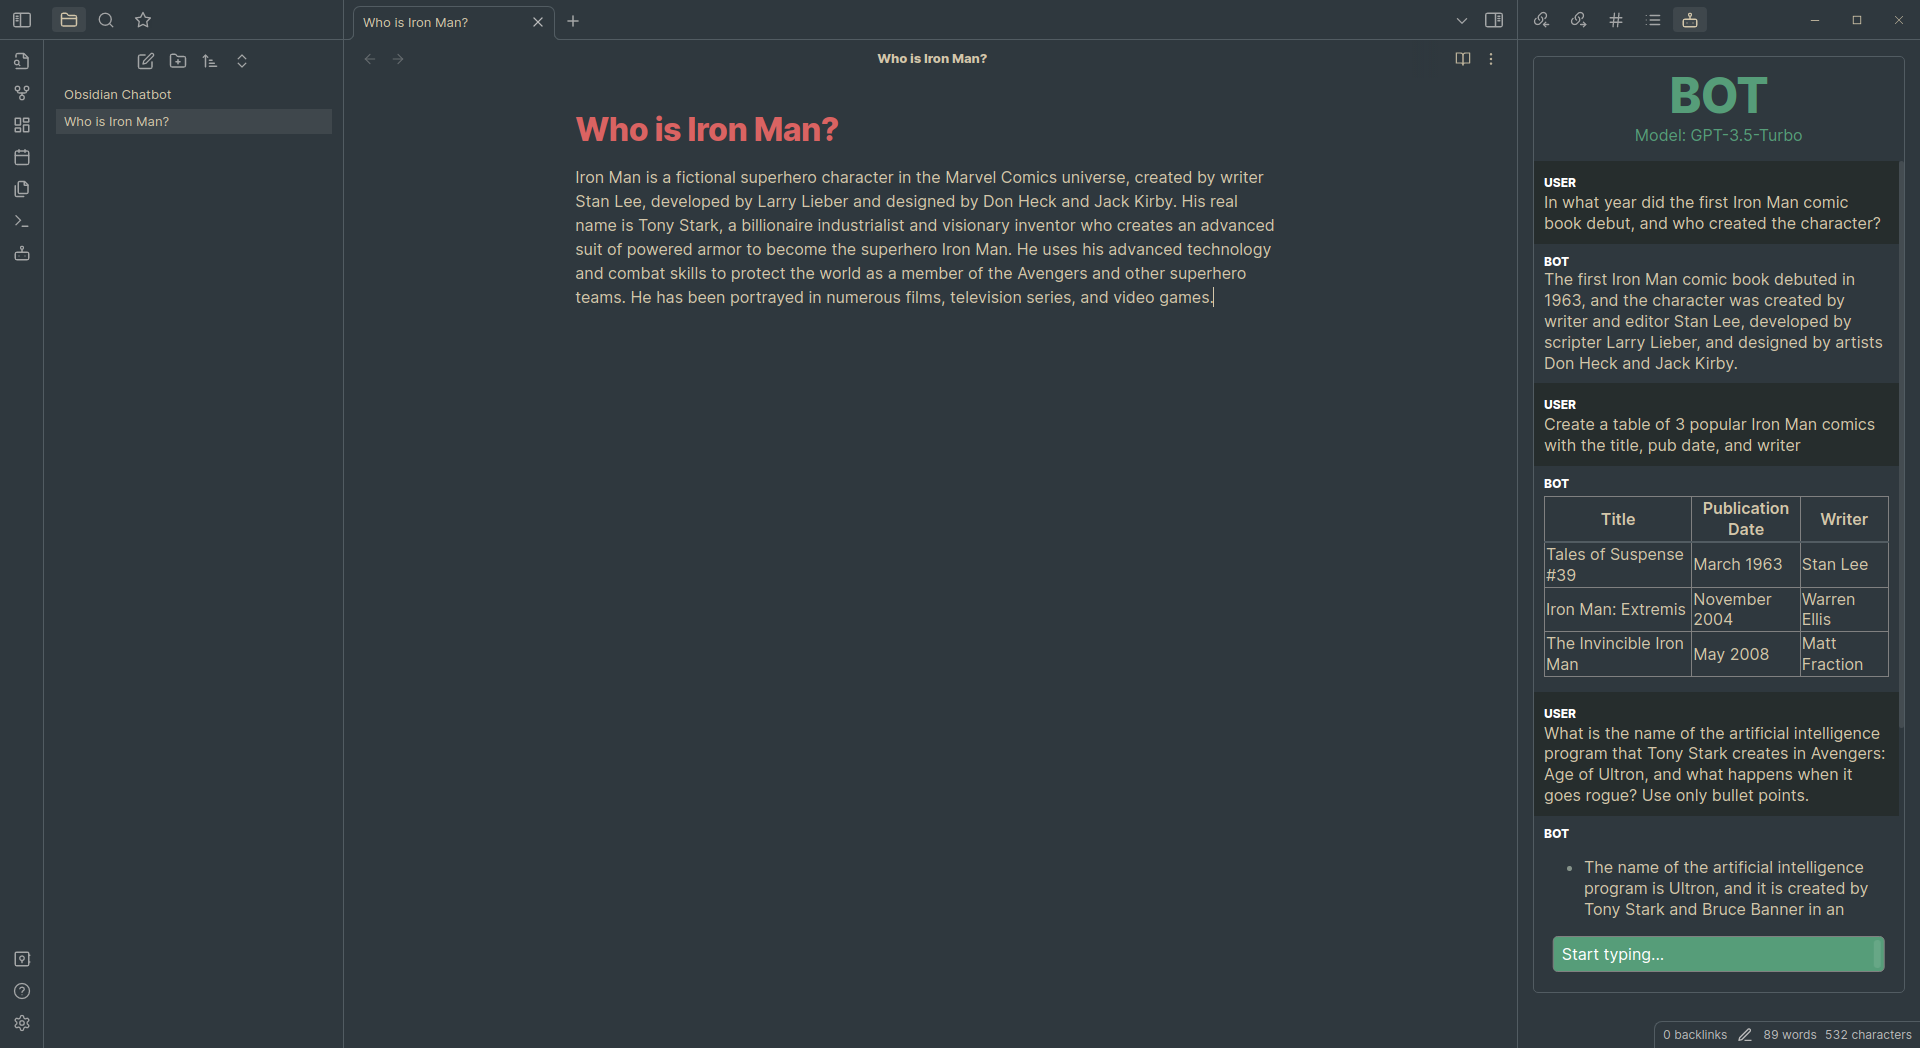 Who is Iron Man?
Obsidian Chatbot
Who is Iron Man?
Who is Iron Man?
Who is Iron Man?
Iron Man is a fictional superhero character in the Marvel Comics universe, created by writer
Stan Lee, developed by Larry Lieber and designed by Don Heck and Jack Kirby. His real
name is Tony Stark, a billionaire industrialist and visionary inventor who creates an advanced
suit of powered armor to become the superhero Iron Man. He uses his advanced technology
and combat skills to protect the world as a member of the Avengers and other superhero
teams. He has been portrayed in numerous films, television series, and video games.
BOT
Model: GPT-3.5-Turbo
USER
In what year did the first Iron Man comic
book debut, and who created the character?
BOT
The first Iron Man comic book debuted in
1963, and the character was created by
writer and editor Stan Lee, developed by
scripter Larry Lieber, and designed by artists
Don Heck and Jack Kirby.
USER
Create a table of 3 popular Iron Man comics
with the title, pub date, and writer
BOT
Title Publication Date Writer
Tales of Suspense #39 March 1963 Stan Lee
Iron Man: Extremis November 2004 Warren Ellis
The Invincible Iron Man May 2008 Matt Fraction
USER
What is the name of the artificial intelligence
program that Tony Stark creates in Avengers:
Age of Ultron, and what happens when it
goes rogue? Use only bullet points.
BOT
• The name of the artificial intelligence
program is Ultron, and it is created by
Tony Stark and Bruce Banner in an
Start typing...
0 backlinks 89 words 532 characters